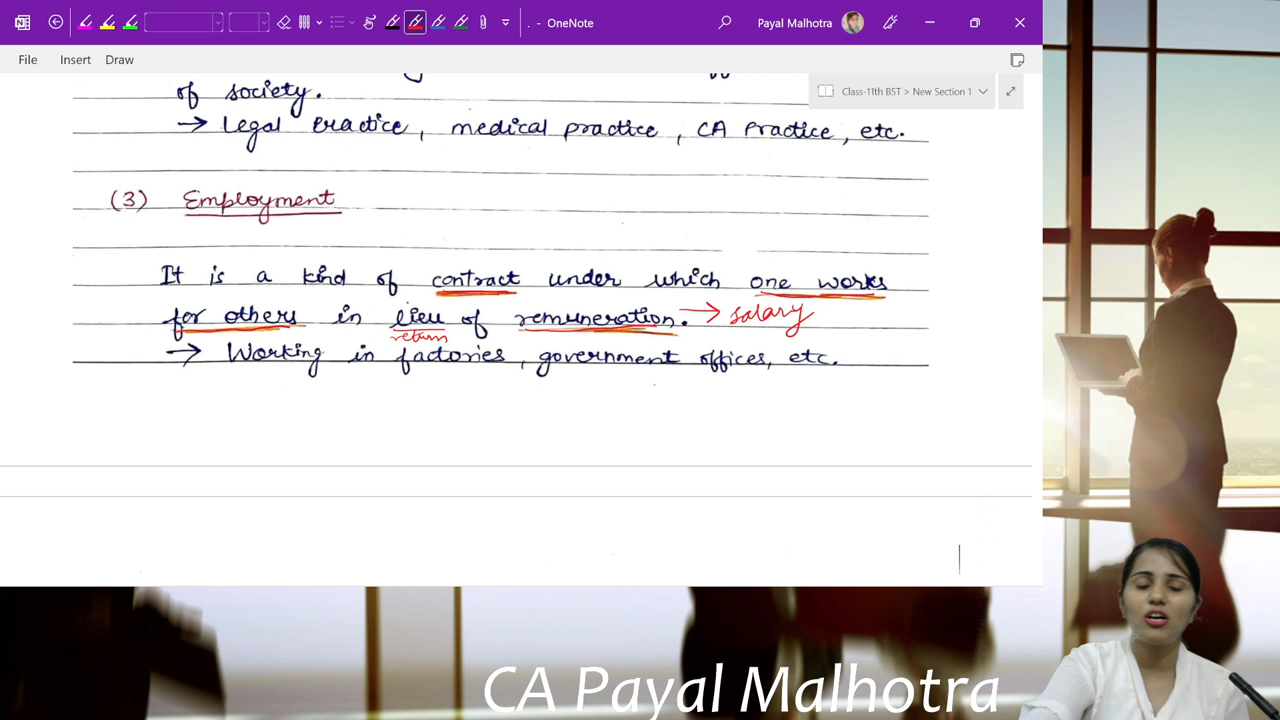 . - OneNote
Payal Malhotra
File Insert Draw
Class-11th BST > New Section 1
of society.
→ Legal Practice, medical practice, CA Practice, etc.
(3) Employment
It is a kind of contract under which one works
for others in lieu of remuneration. → Salary
return
→ Working in factories, government offices, etc.
CA Payal Malhotra